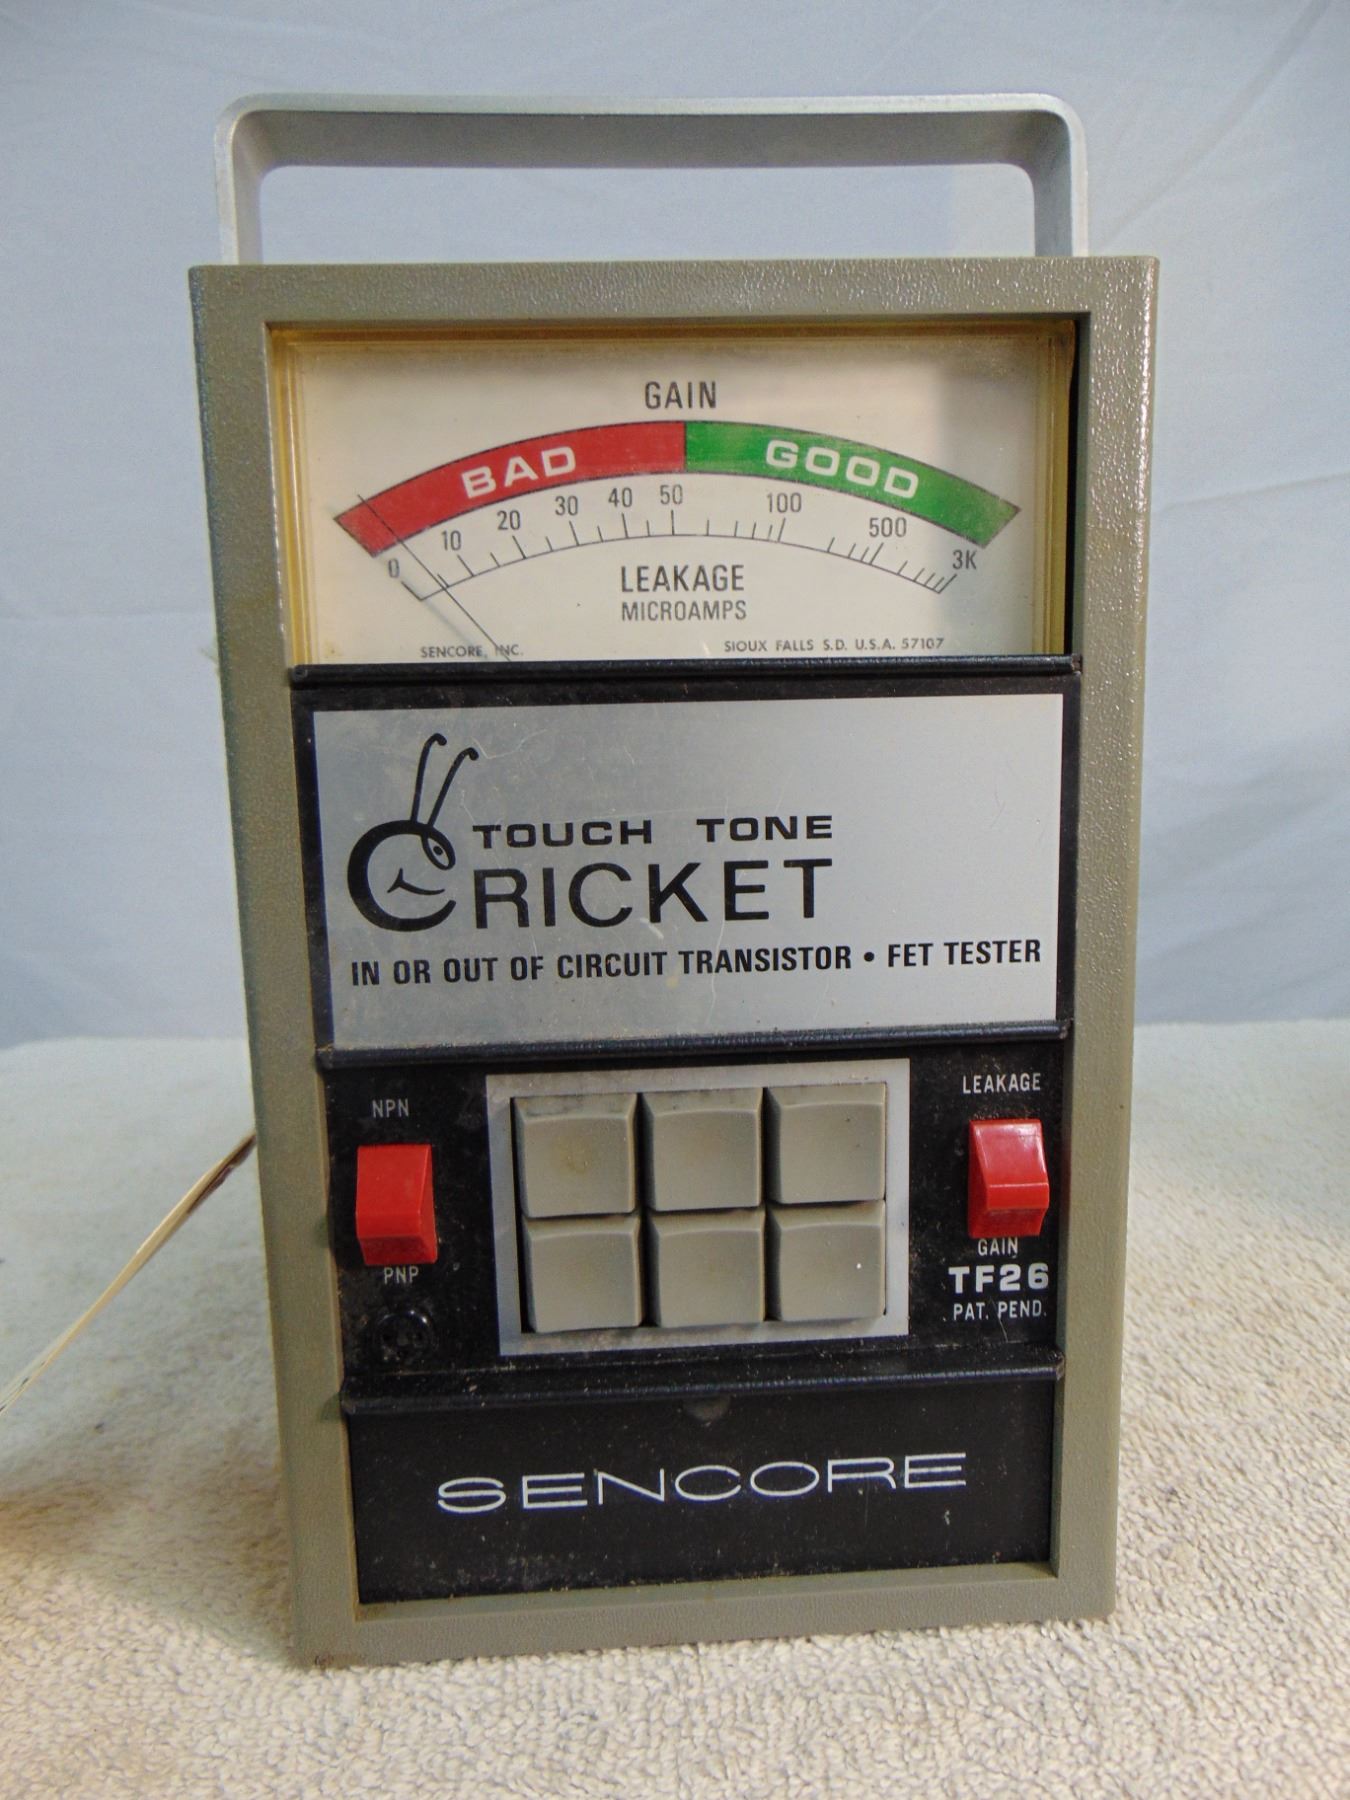 GAIN
BAD GOOD
0 10 20 30 40 50 100 500 3K
LEAKAGE
MICROAMPS
SENCORE, INC. SIOUX FALLS S.D. U.S.A. 57107
TOUCH TONE
CRICKET
IN OR OUT OF CIRCUIT TRANSISTOR • FET TESTER
NPN
PNP
LEAKAGE
GAIN
TF26
PAT. PEND.
SENCORE